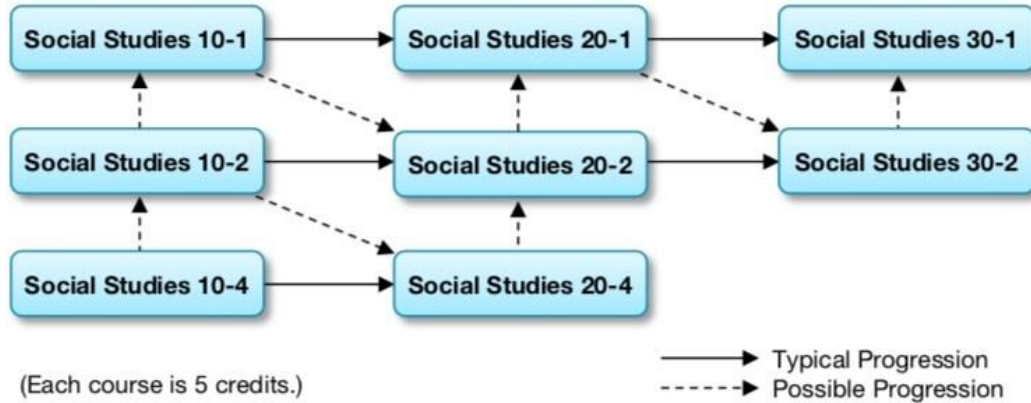 Social Studies 10-1
Social Studies 20-1
Social Studies 30-1
Social Studies 10-2
Social Studies 20-2
Social Studies 30-2
Social Studies 10-4
Social Studies 20-4
(Each course is 5 credits.)
Typical Progression
Possible Progression